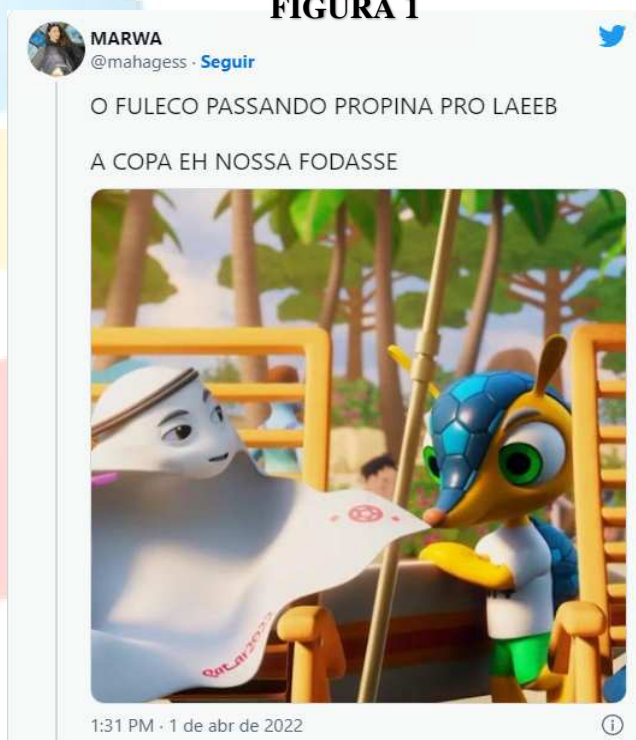 FIGURA 1
MARWA
@mahagess · Seguir
O FULECO PASSANDO PROPINA PRO LAEEB
A COPA EH NOSSA FODASSE
Qatar2022
1:31 PM · 1 de abr de 2022